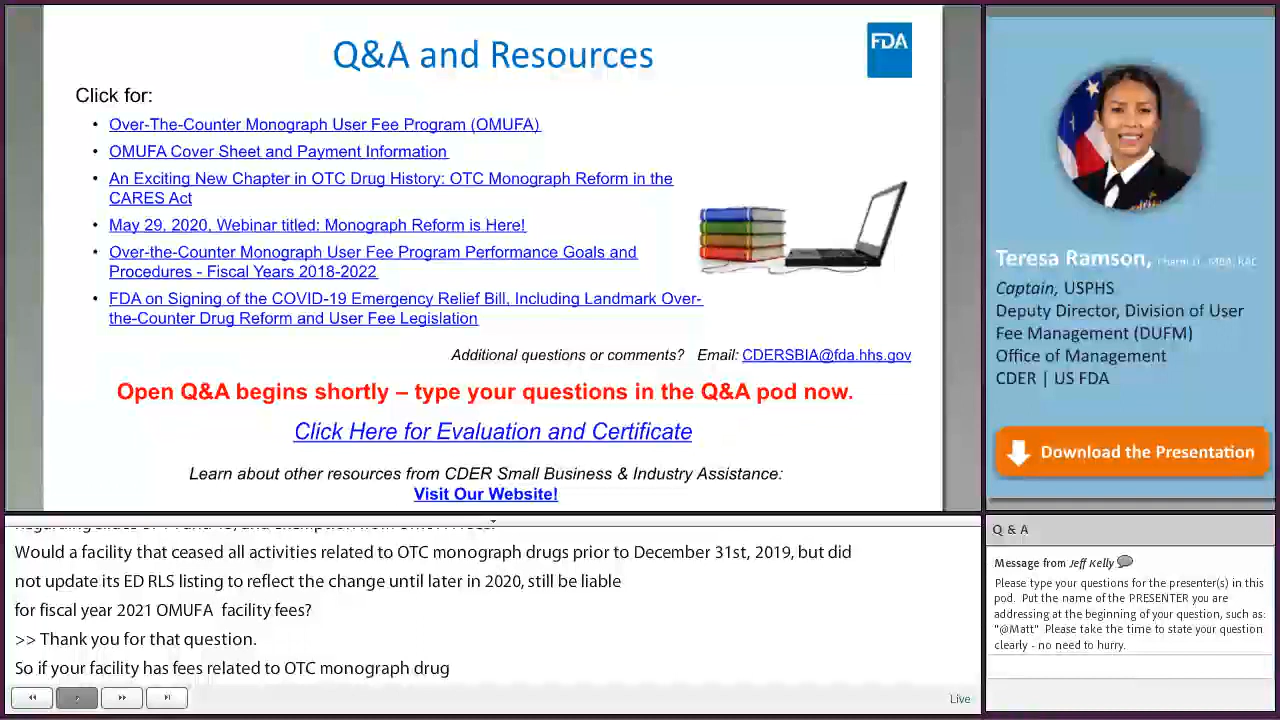 Q&A and Resources
FDA
Click for:
• Over-The-Counter Monograph User Fee Program (OMUFA)
• OMUFA Cover Sheet and Payment Information
• An Exciting New Chapter in OTC Drug History: OTC Monograph Reform in the
CARES Act
• May 29, 2020, Webinar titled: Monograph Reform is Here!
• Over-the-Counter Monograph User Fee Program Performance Goals and
Procedures - Fiscal Years 2018-2022
• FDA on Signing of the COVID-19 Emergency Relief Bill, Including Landmark Over-
the-Counter Drug Reform and User Fee Legislation
Additional questions or comments? Email: CDERSBIA@fda.hhs.gov
Open Q&A begins shortly – type your questions in the Q&A pod now.
Click Here for Evaluation and Certificate
Learn about other resources from CDER Small Business & Industry Assistance:
Visit Our Website!
Would a facility that ceased all activities related to OTC monograph drugs prior to December 31st, 2019, but did
not update its ED RLS listing to reflect the change until later in 2020, still be liable
for fiscal year 2021 OMUFA facility fees?
>> Thank you for that question.
So if your facility has fees related to OTC monograph drug
Live
Teresa Ramson, Pharm.D., MBA, RAC
Captain, USPHS
Deputy Director, Division of User
Fee Management (DUFM)
Office of Management
CDER | US FDA
Download the Presentation
Q & A
Message from Jeff Kelly
Please type your questions for the presenter(s) in this
pod. Put the name of the PRESENTER you are
addressing at the beginning of your question, such as:
"@Matt" Please take the time to state your question
clearly - no need to hurry.